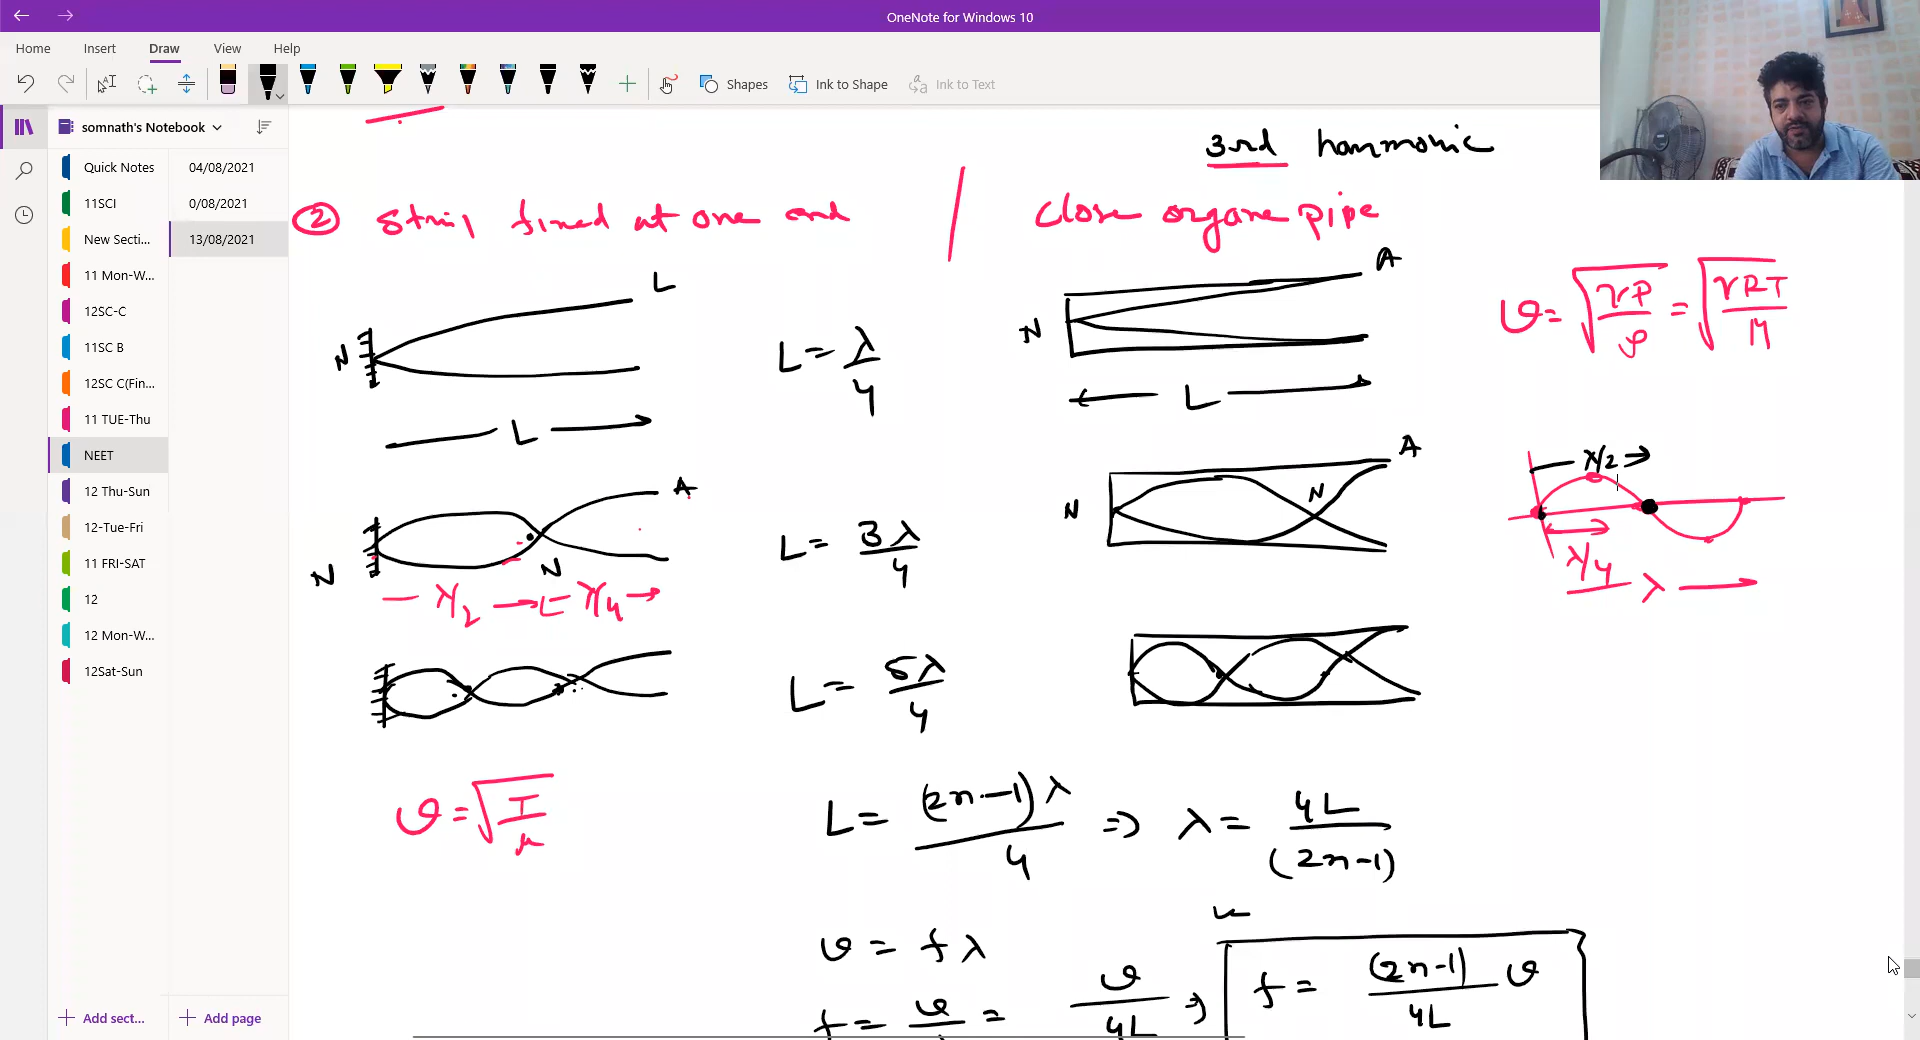 OneNote for Windows 10
Home Insert Draw View Help
Shapes Ink to Shape Ink to Text
somnath's Notebook
Quick Notes
11SCI
New Secti...
11 Mon-W...
12SC-C
11SC B
12SC C(Fin...
11 TUE-Thu
NEET
12 Thu-Sun
12-Tue-Fri
11 FRI-SAT
12
12 Mon-W...
12Sat-Sun
Add sect...
04/08/2021
0/08/2021
13/08/2021
Add page
3rd harmonic
② string fixed at one end
close organe pipe
L
N
L = λ/4
L
A
N
L
v = √(γP/ρ) = √(γRT/M)
A
N
N
λ/2 λ/4
L = 3λ/4
A
N
N
λ/2
λ/4
λ
L = 5λ/4
v = √(T/μ)
L = (2n-1)λ/4 ⇒ λ = 4L/(2n-1)
v = fλ
f = (2n-1)/4L v